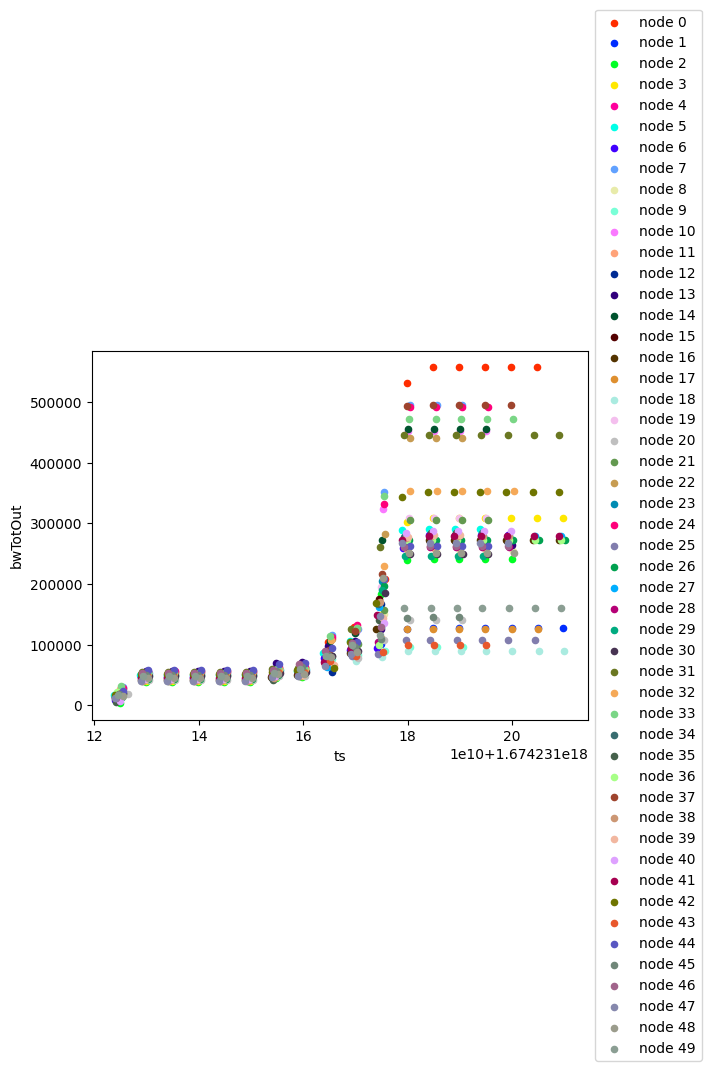 node 0
node 1
node 2
node 3
node 4
node 5
node 6
node 7
node 8
node 9
node 10
node 11
node 12
node 13
node 14
node 15
node 16
node 17
node 18
node 19
node 20
node 21
node 22
node 23
node 24
node 25
node 26
node 27
node 28
node 29
node 30
node 31
node 32
node 33
node 34
node 35
node 36
node 37
node 38
node 39
node 40
node 41
node 42
node 43
node 44
node 45
node 46
node 47
node 48
node 49
500000
400000
300000
200000
100000
0
bwTotOut
12 14 16 18 20
ts
1e10+1.674231e18